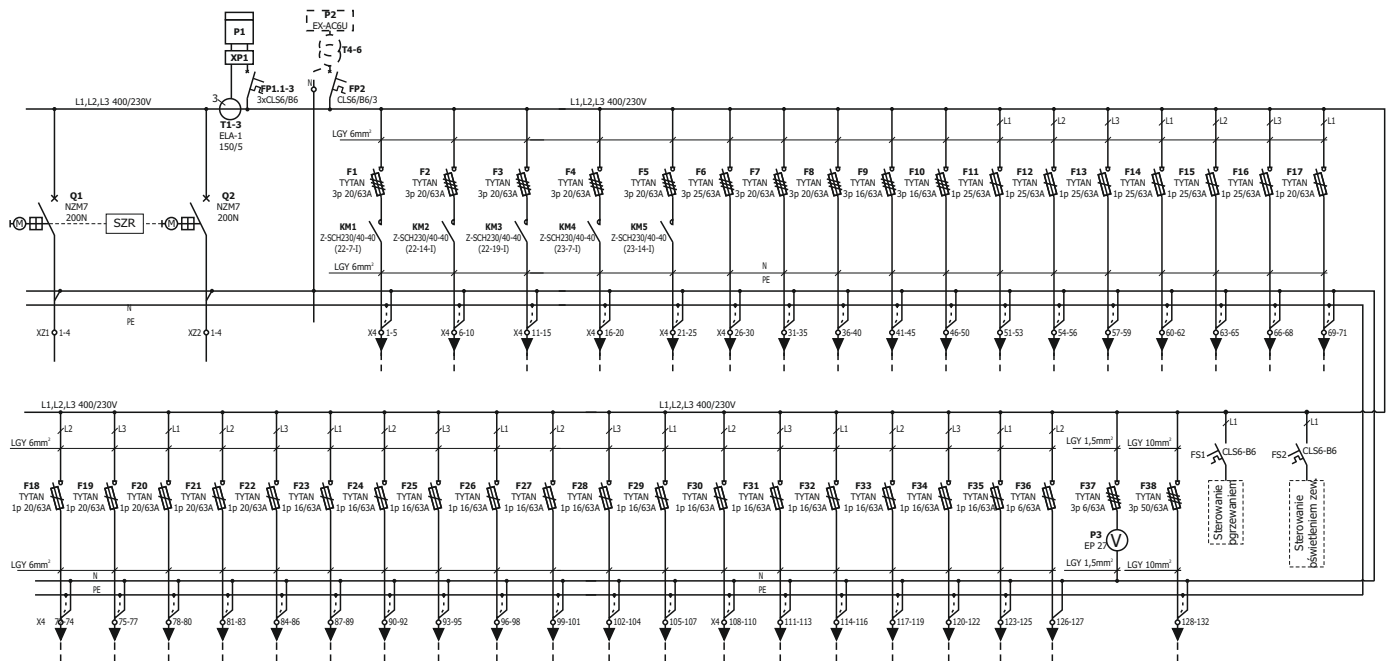 P1
XP1
P2
EX-AC6U
T4-6
3
FP1.1-3
3xCLS6/B6
N
FP2
CLS6/B6/3
L1,L2,L3 400/230V
T1-3
ELA-1
150/5
L1,L2,L3 400/230V
L1
L2
L3
L1
L2
L3
L1
LGY 6mm²
F1
TYTAN
3p 20/63A
F2
TYTAN
3p 20/63A
F3
TYTAN
3p 20/63A
F4
TYTAN
3p 20/63A
F5
TYTAN
3p 20/63A
F6
TYTAN
3p 25/63A
F7
TYTAN
3p 20/63A
F8
TYTAN
3p 20/63A
F9
TYTAN
3p 16/63A
F10
TYTAN
3p 16/63A
F11
TYTAN
1p 25/63A
F12
TYTAN
1p 25/63A
F13
TYTAN
1p 25/63A
F14
TYTAN
1p 25/63A
F15
TYTAN
1p 25/63A
F16
TYTAN
1p 25/63A
F17
TYTAN
1p 20/63A
Q1
NZM7
200N
M
SZR
M
Q2
NZM7
200N
KM1
Z-SCH230/40-40
(22-7-I)
KM2
Z-SCH230/40-40
(22-14-I)
KM3
Z-SCH230/40-40
(22-19-I)
KM4
Z-SCH230/40-40
(23-7-I)
KM5
Z-SCH230/40-40
(23-14-I)
LGY 6mm²
N
PE
N
PE
XZ1 1-4
XZ2 1-4
X4 1-5
X4 6-10
X4 11-15
X4 16-20
X4 21-25
X4 26-30
31-35
36-40
41-45
46-50
51-53
54-56
57-59
60-62
63-65
66-68
69-71
L1,L2,L3 400/230V
L1,L2,L3 400/230V
L2
L3
L1
L2
L3
L1
L2
L3
L1
L2
L3
L1
L2
L3
L1
L2
L3
L1
L2
L1
L1
LGY 6mm²
LGY 1,5mm²
LGY 10mm²
FS1
CLS6-B6
FS2
CLS6-B6
F18
TYTAN
1p 20/63A
F19
TYTAN
1p 20/63A
F20
TYTAN
1p 20/63A
F21
TYTAN
1p 20/63A
F22
TYTAN
1p 20/63A
F23
TYTAN
1p 16/63A
F24
TYTAN
1p 16/63A
F25
TYTAN
1p 16/63A
F26
TYTAN
1p 16/63A
F27
TYTAN
1p 16/63A
F28
TYTAN
1p 16/63A
F29
TYTAN
1p 16/63A
F30
TYTAN
1p 16/63A
F31
TYTAN
1p 16/63A
F32
TYTAN
1p 16/63A
F33
TYTAN
1p 16/63A
F34
TYTAN
1p 16/63A
F35
TYTAN
1p 16/63A
F36
TYTAN
1p 6/63A
F37
TYTAN
3p 6/63A
F38
TYTAN
3p 50/63A
Sterowanie
ogrzewaniem
Sterowanie
oświetleniem zew.
P3
EP 27
V
LGY 6mm²
LGY 1,5mm²
LGY 10mm²
N
PE
N
PE
X4 72-74
75-77
78-80
81-83
84-86
87-89
90-92
93-95
96-98
99-101
102-104
105-107
X4 108-110
111-113
114-116
117-119
120-122
123-125
126-127
128-132